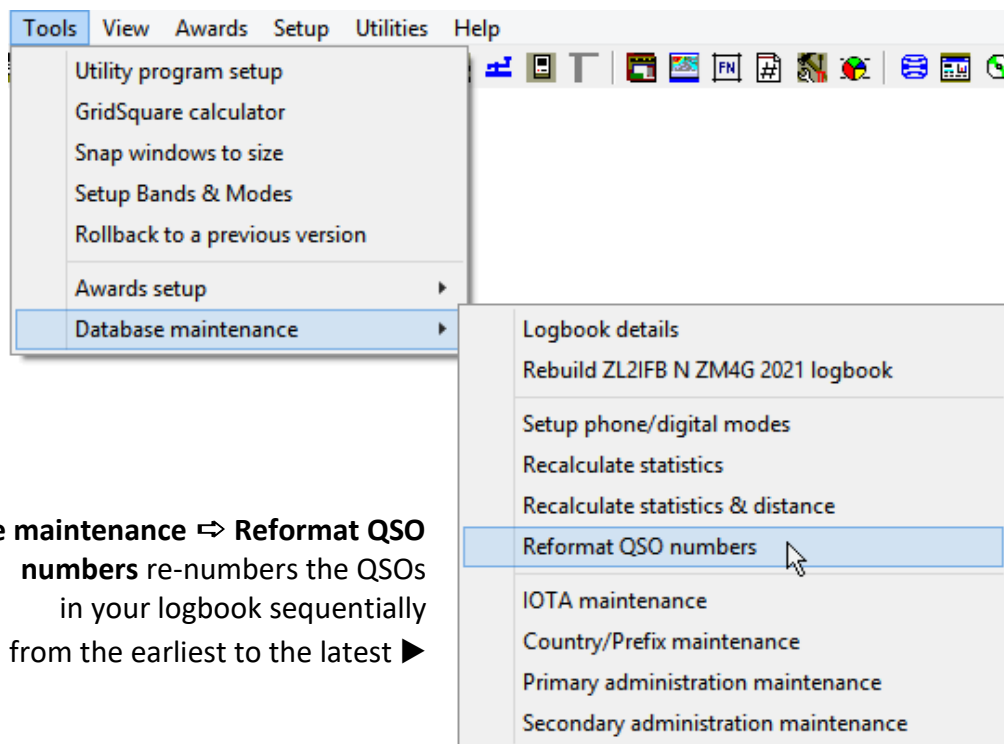 Tools View Awards Setup Utilities Help
FN #
Utility program setup
GridSquare calculator
Snap windows to size
Setup Bands & Modes
Rollback to a previous version
Awards setup
Database maintenance
Logbook details
Rebuild ZL2IFB N ZM4G 2021 logbook
Setup phone/digital modes
Recalculate statistics
Recalculate statistics & distance
Reformat QSO numbers
IOTA maintenance
Country/Prefix maintenance
Primary administration maintenance
Secondary administration maintenance
e maintenance ⇨ Reformat QSO
numbers re-numbers the QSOs
in your logbook sequentially
from the earliest to the latest ▶